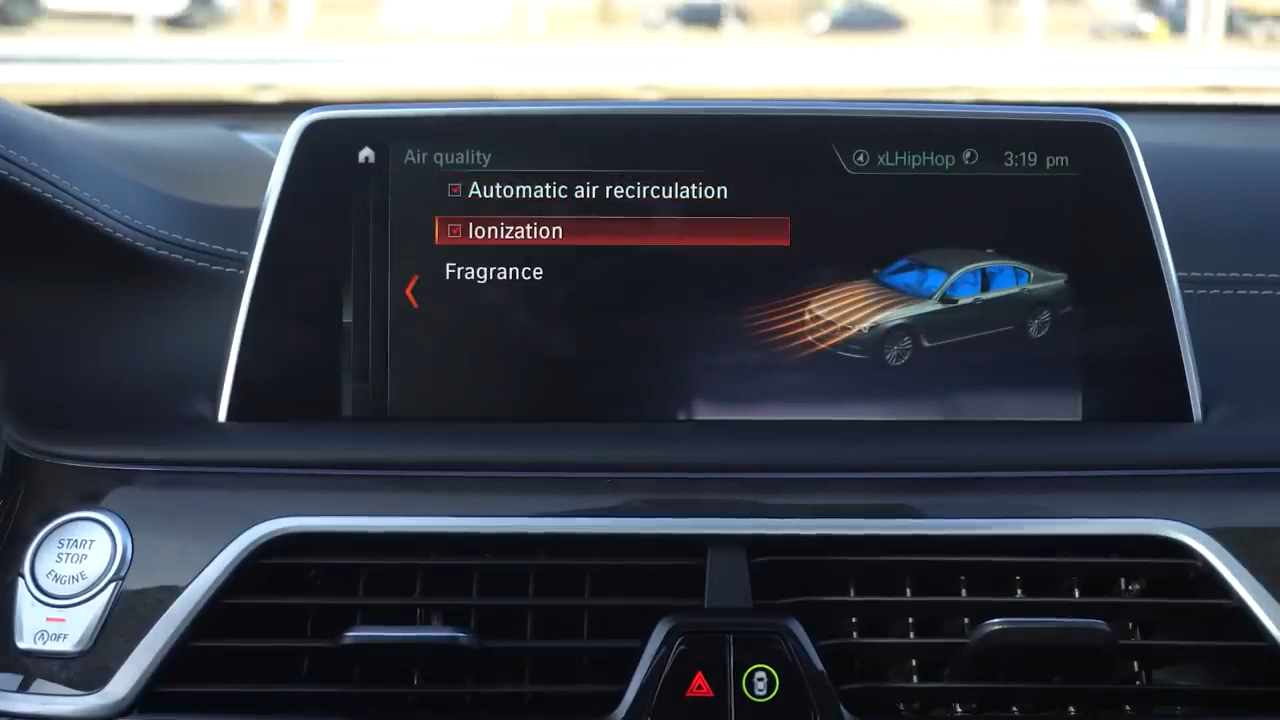 Air quality
xLHipHop 3:19 pm
Automatic air recirculation
Ionization
Fragrance
START
STOP
ENGINE
A OFF